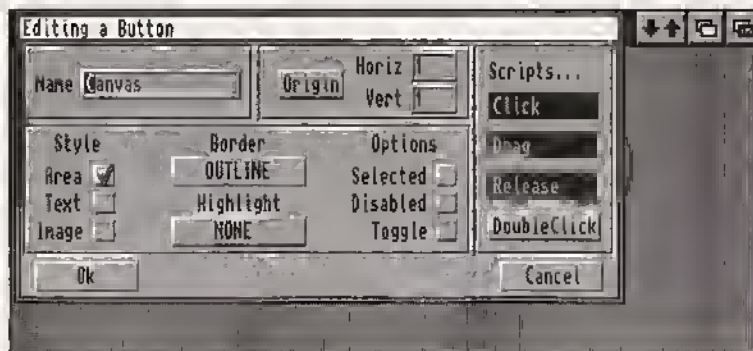 Editing a Button
Name Canvas
Origin
Horiz 1
Vert 1
Style
Area
Text
Image
Border
OUTLINE
Highlight
NONE
Options
Selected
Disabled
Toggle
Scripts...
Click
Drag
Release
DoubleClick
Ok
Cancel